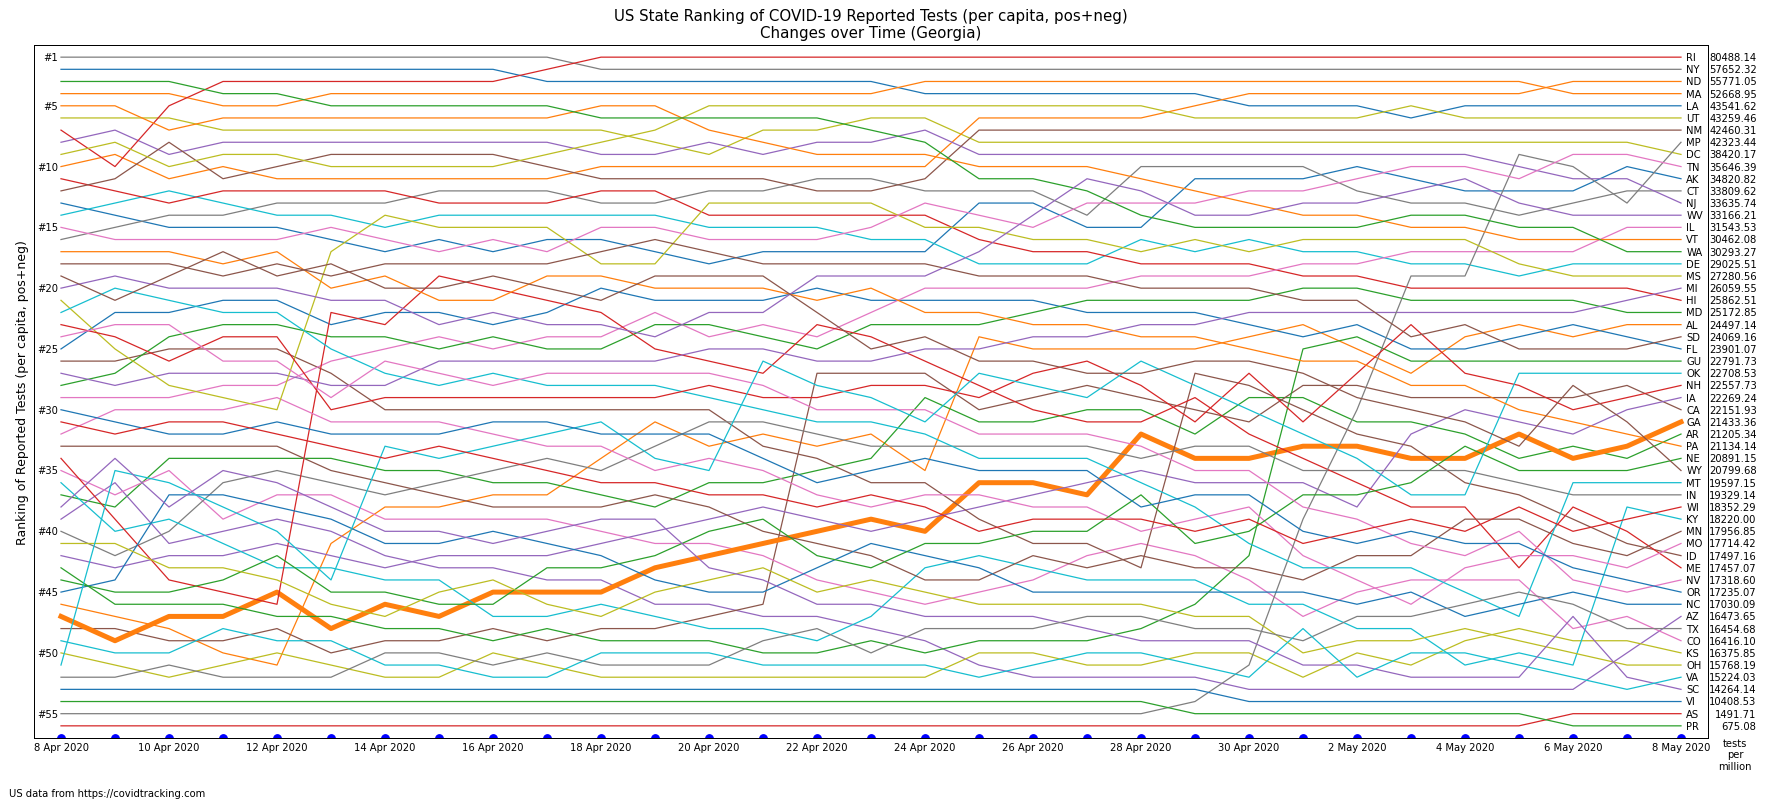 US State Ranking of COVID-19 Reported Tests (per capita, pos+neg)
Changes over Time (Georgia)
Ranking of Reported Tests (per capita, pos+neg)
#1
#5
#10
#15
#20
#25
#30
#35
#40
#45
#50
#55
RI 80488.14
NY 57652.32
ND 55771.05
MA 52668.95
LA 43541.62
UT 43259.46
NM 42460.31
MP 42323.44
DC 38420.17
TN 35646.39
AK 34820.82
CT 33809.62
NJ 33635.74
WV 33166.21
IL 31543.53
VT 30462.08
WA 30293.27
DE 29025.51
MS 27280.56
MI 26059.55
HI 25862.51
MD 25172.85
AL 24497.14
SD 24069.16
FL 23901.07
GU 22791.73
OK 22708.53
NH 22557.73
IA 22269.24
CA 22151.93
GA 21433.36
AR 21205.34
PA 21134.14
NE 20891.15
WY 20799.68
MT 19597.15
IN 19329.14
WI 18352.29
KY 18220.00
MN 17956.85
MO 17714.42
ID 17497.16
ME 17457.07
NV 17318.60
OR 17235.07
NC 17030.09
AZ 16473.65
TX 16454.68
CO 16416.10
KS 16375.85
OH 15768.19
VA 15224.03
SC 14264.14
VI 10408.53
AS 1491.71
PR 675.08
8 Apr 2020 10 Apr 2020 12 Apr 2020 14 Apr 2020 16 Apr 2020 18 Apr 2020 20 Apr 2020 22 Apr 2020 24 Apr 2020 26 Apr 2020 28 Apr 2020 30 Apr 2020 2 May 2020 4 May 2020 6 May 2020 8 May 2020
tests
per
million
US data from https://covidtracking.com